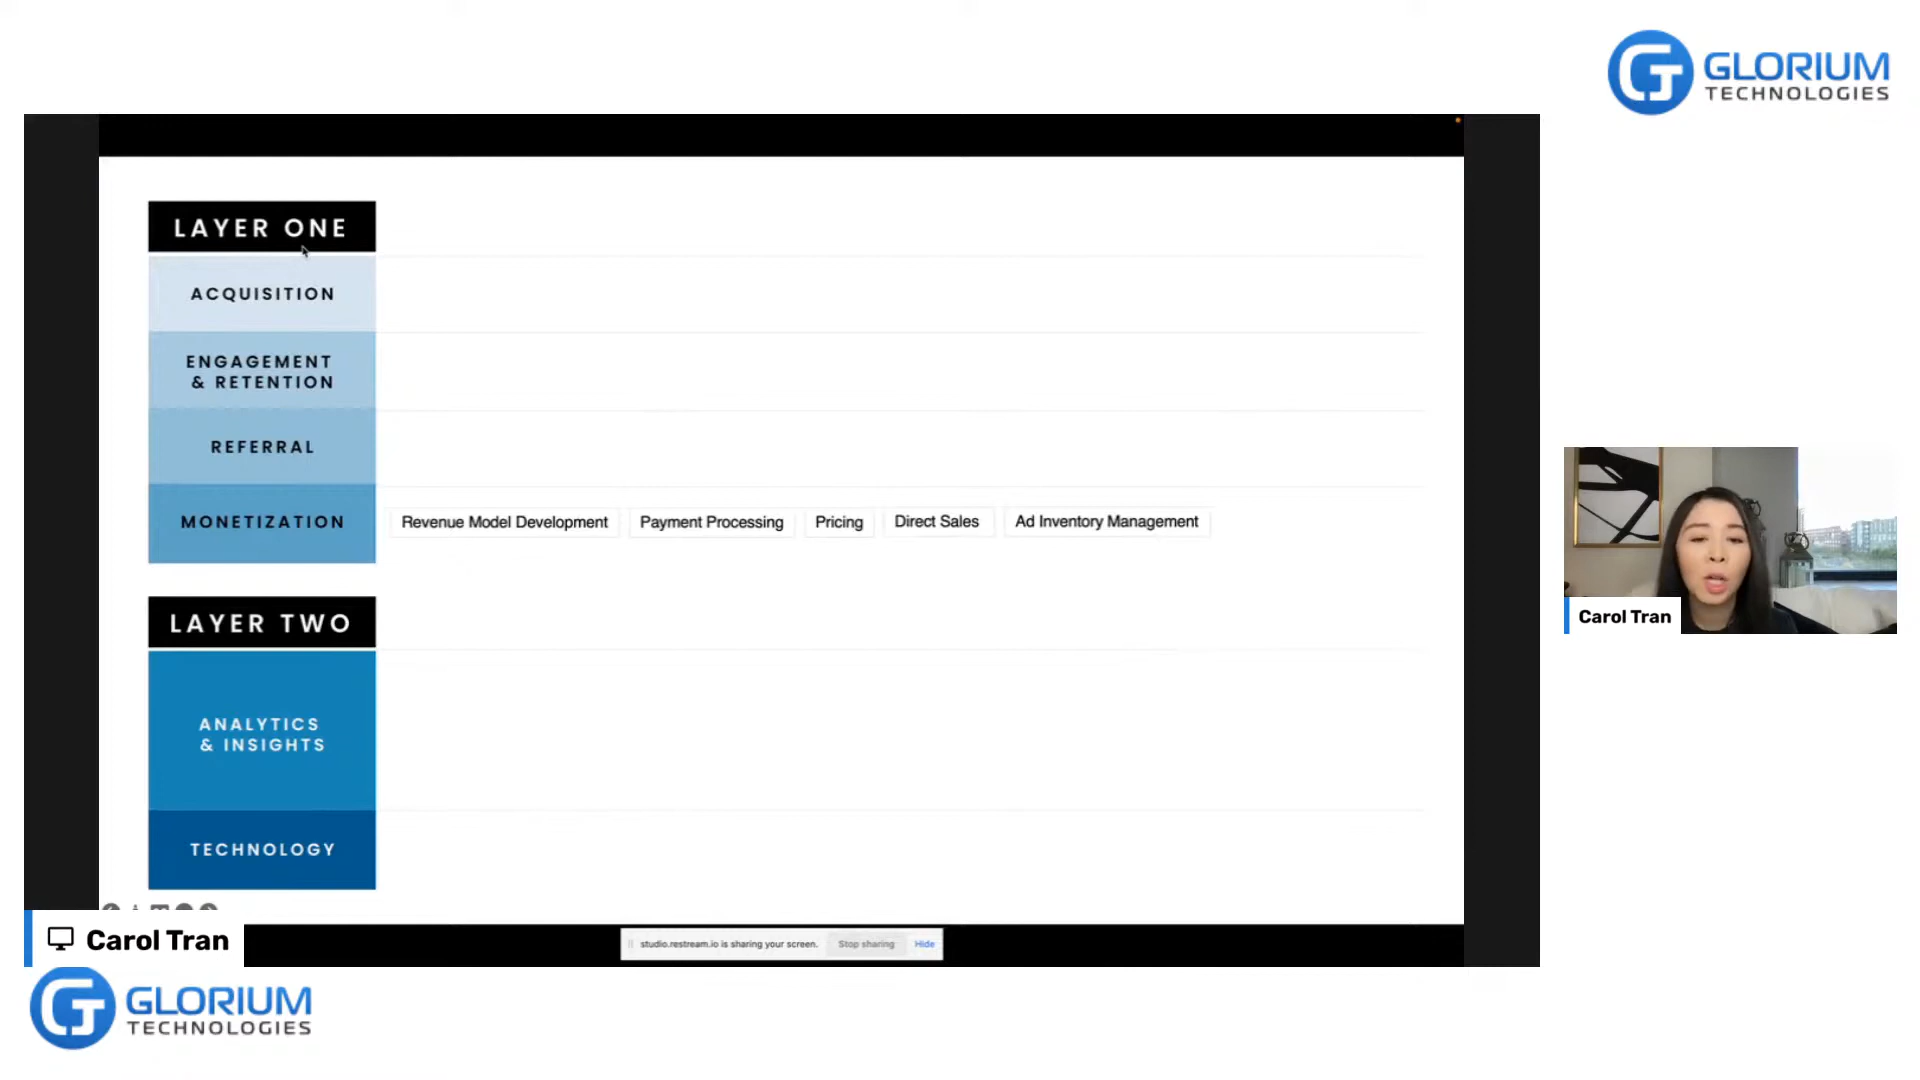 GLORIUM
TECHNOLOGIES
LAYER ONE
ACQUISITION
ENGAGEMENT
& RETENTION
REFERRAL
MONETIZATION
Revenue Model Development
Payment Processing
Pricing
Direct Sales
Ad Inventory Management
LAYER TWO
ANALYTICS
& INSIGHTS
TECHNOLOGY
Carol Tran
Carol Tran
studio.restream.io is sharing your screen.
Stop sharing
Hide
GLORIUM
TECHNOLOGIES